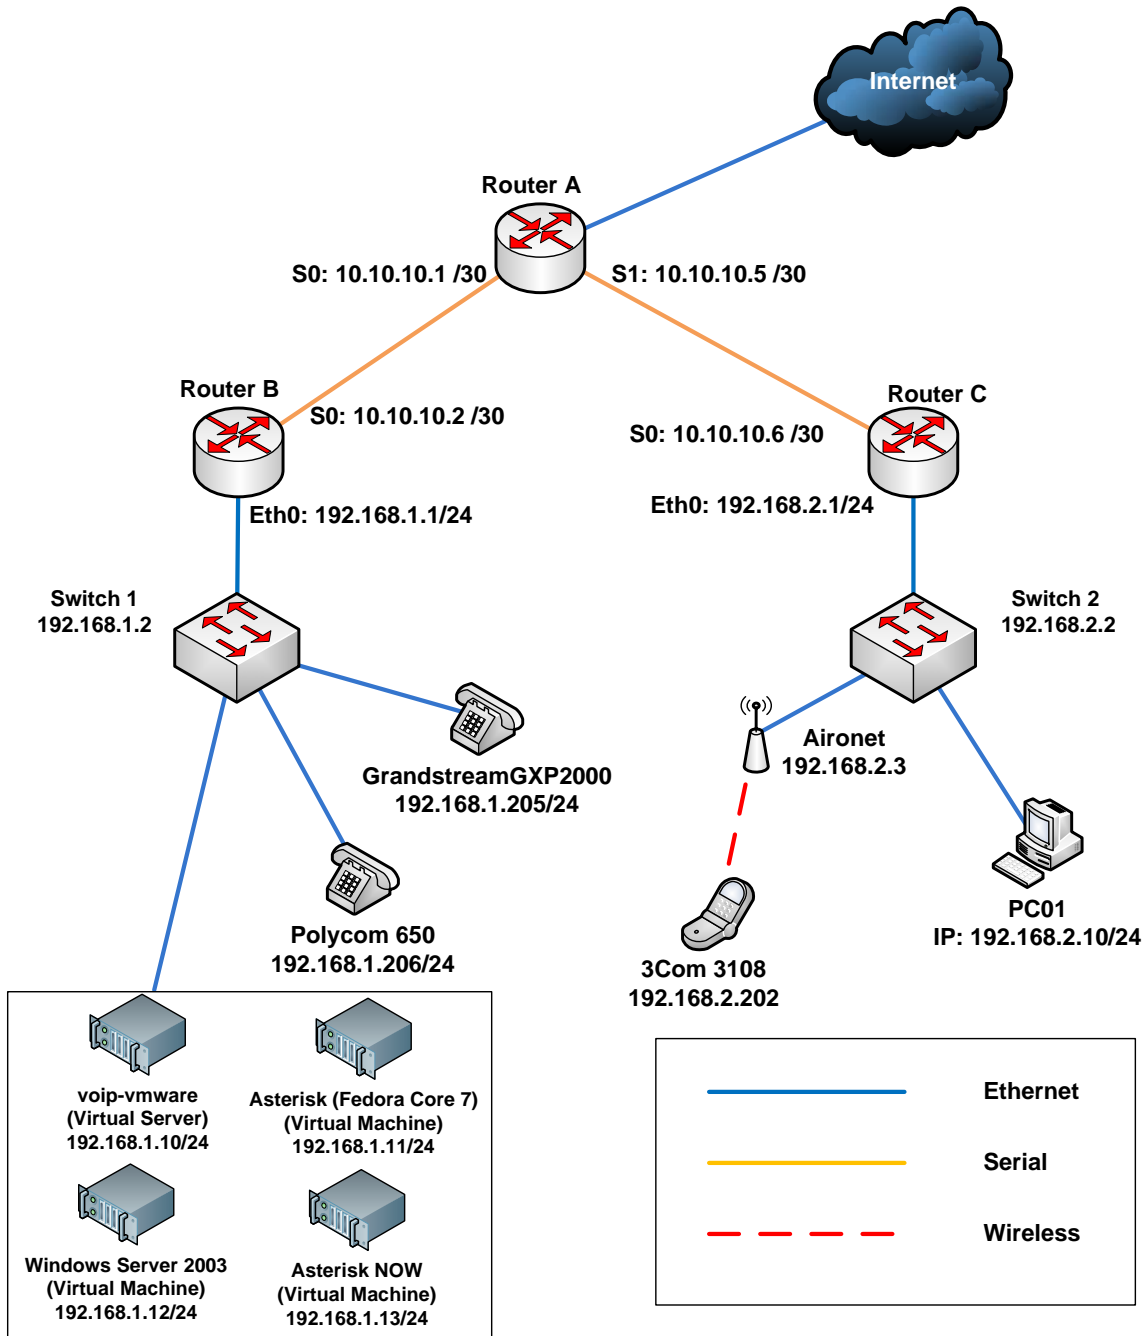 Internet
Router A
S0: 10.10.10.1 /30
S1: 10.10.10.5 /30
Router B
Router C
S0: 10.10.10.2 /30
S0: 10.10.10.6 /30
Eth0: 192.168.1.1/24
Eth0: 192.168.2.1/24
Switch 1
192.168.1.2
Switch 2
192.168.2.2
Aironet
192.168.2.3
GrandstreamGXP2000
192.168.1.205/24
Polycom 650
192.168.1.206/24
3Com 3108
192.168.2.202
PC01
IP: 192.168.2.10/24
voip-vmware
(Virtual Server)
192.168.1.10/24
Asterisk (Fedora Core 7)
(Virtual Machine)
192.168.1.11/24
Windows Server 2003
(Virtual Machine)
192.168.1.12/24
Asterisk NOW
(Virtual Machine)
192.168.1.13/24
Ethernet
Serial
Wireless